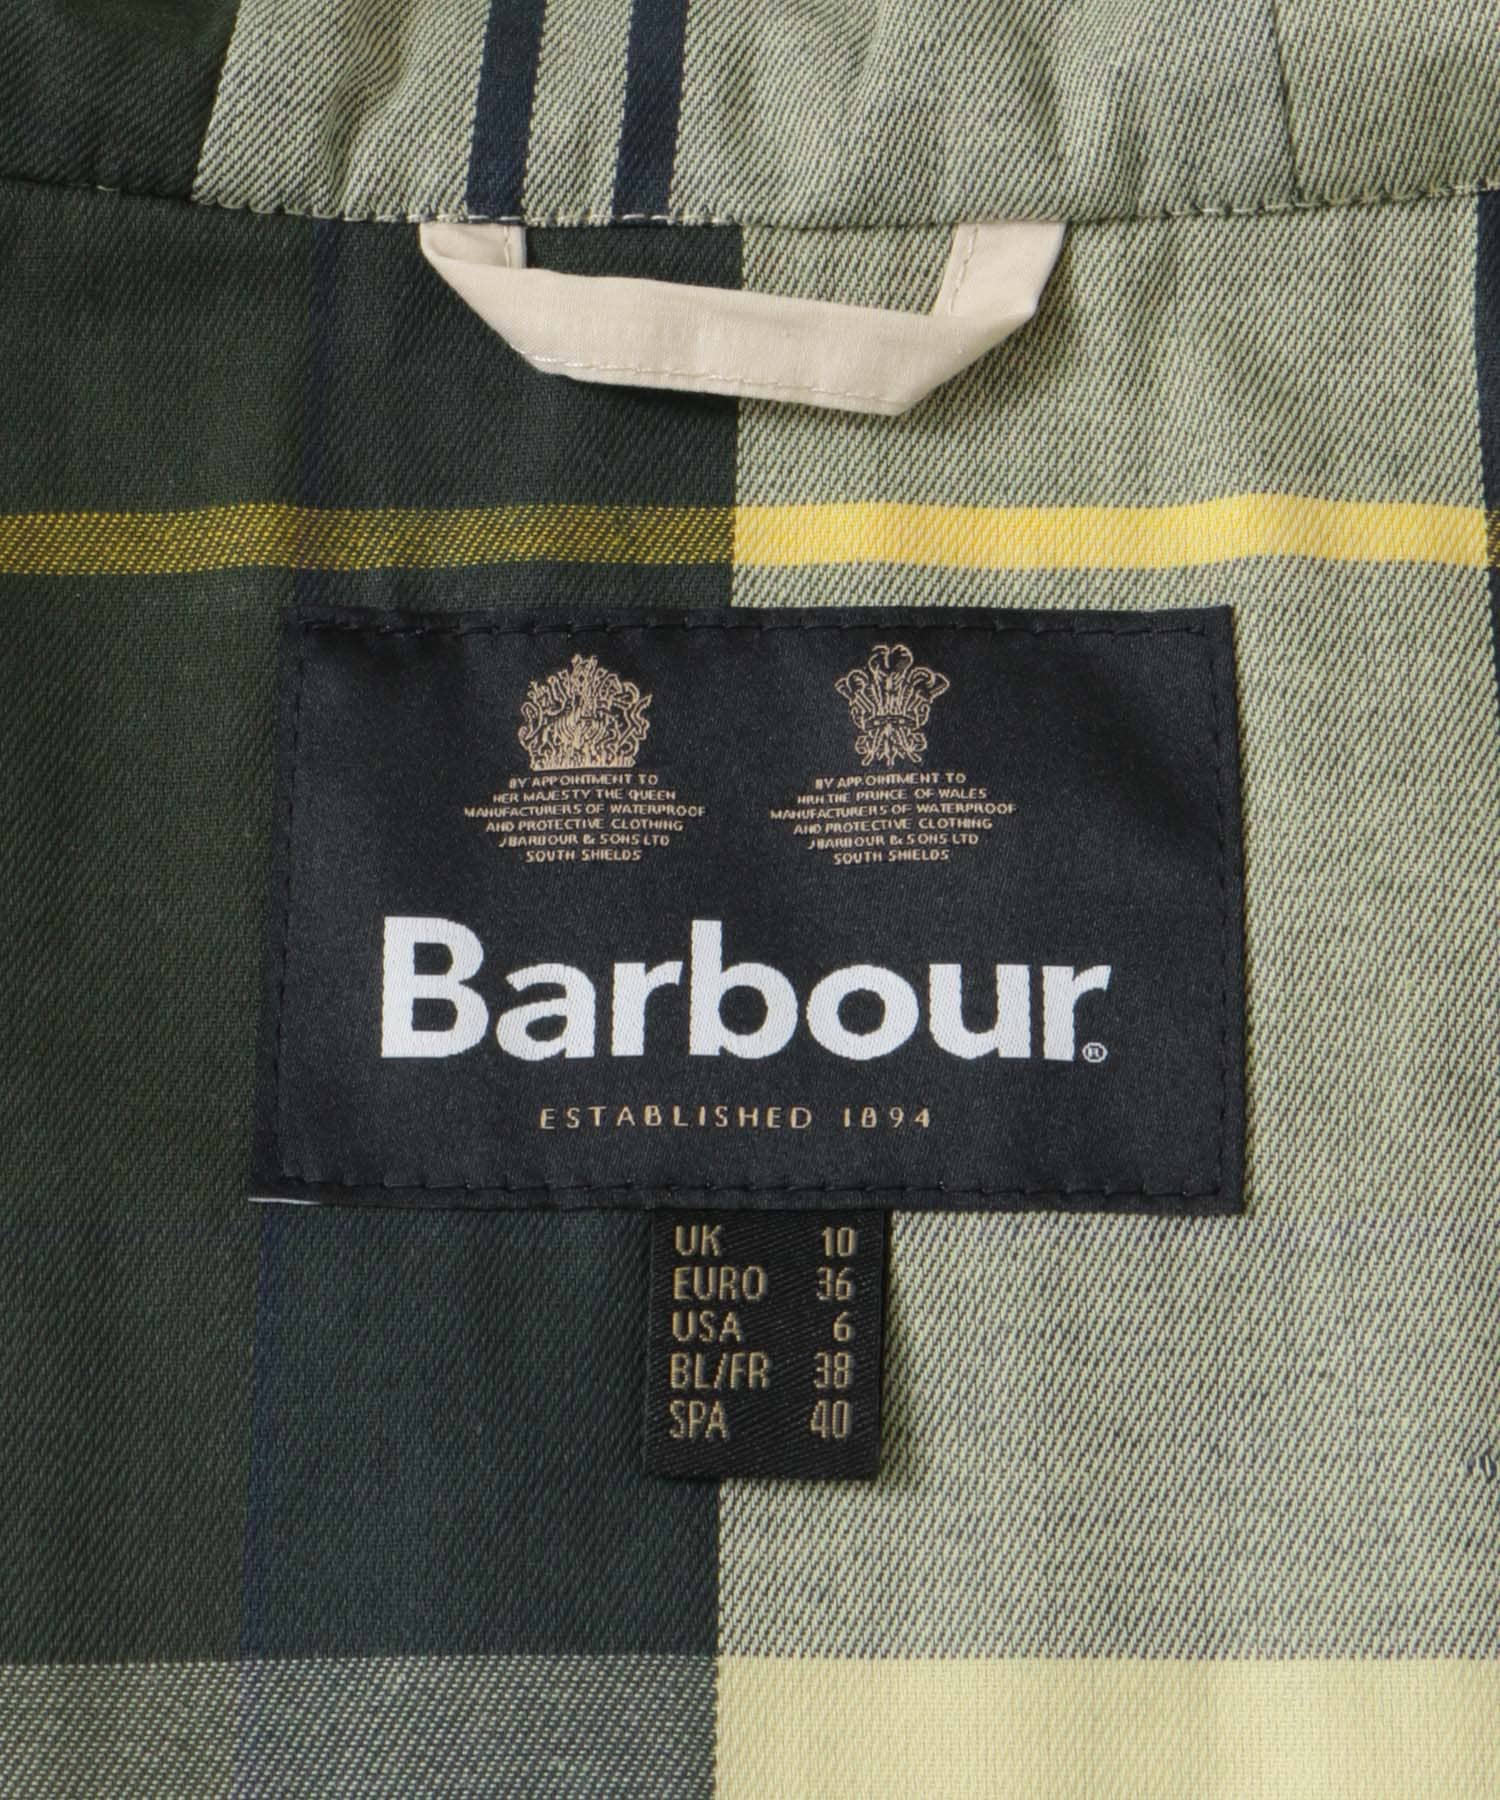 BY APPOINTMENT TO
HER MAJESTY THE QUEEN
MANUFACTURERS OF WATERPROOF
AND PROTECTIVE CLOTHING
J BARBOUR & SONS LTD
SOUTH SHIELDS
BY APPOINTMENT TO
HRH THE PRINCE OF WALES
MANUFACTURERS OF WATERPROOF
AND PROTECTIVE CLOTHING
J BARBOUR & SONS LTD
SOUTH SHIELDS
Barbour®
ESTABLISHED 1894
UK 10
EURO 36
USA 6
BL/FR 38
SPA 40